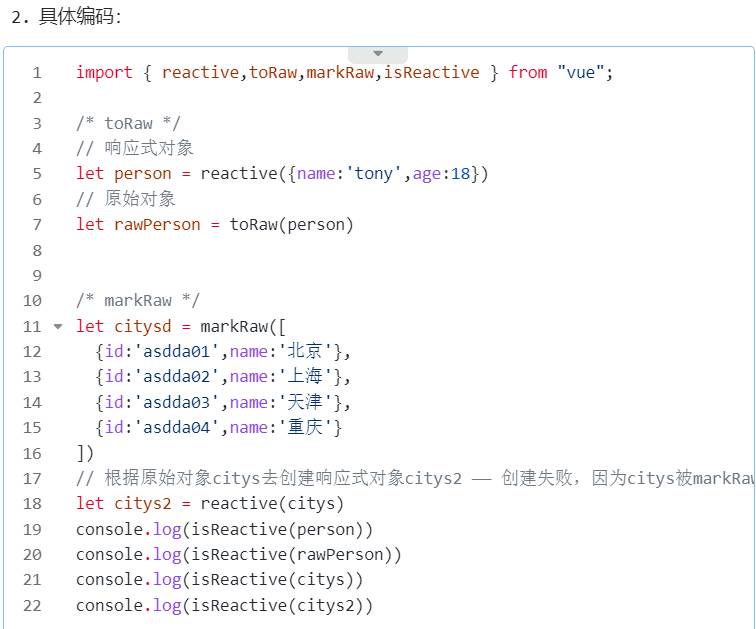 2. 具体编码：
1 import { reactive,toRaw,markRaw,isReactive } from "vue";
2
3 /* toRaw */
4 // 响应式对象
5 let person = reactive({name:'tony',age:18})
6 // 原始对象
7 let rawPerson = toRaw(person)
8
9
10 /* markRaw */
11 let citysd = markRaw([
12 {id:'asdda01',name:'北京'},
13 {id:'asdda02',name:'上海'},
14 {id:'asdda03',name:'天津'},
15 {id:'asdda04',name:'重庆'}
16 ])
17 // 根据原始对象citys去创建响应式对象citys2 —— 创建失败，因为citys被markRaw
18 let citys2 = reactive(citys)
19 console.log(isReactive(person))
20 console.log(isReactive(rawPerson))
21 console.log(isReactive(citys))
22 console.log(isReactive(citys2))